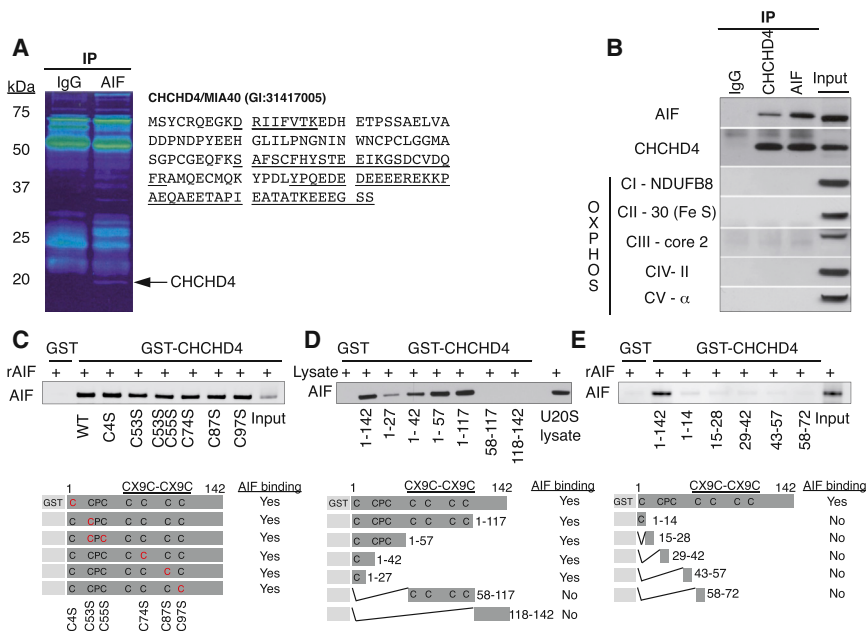 A
IP
kDa
IgG AIF
75
50
37
25
20
CHCHD4
CHCHD4/MIA40 (GI:31417005)
MSYCRQEGKD RIIFVTKEDH ETPSSAELVA
DDPNDPYEEH GLILPNGNIN WNCPCLGGMA
SGPCGEQFKS AFSCFHYSTE EIKGSDCVDQ
FRAMQECMQK YPDLYPQEDE DEEEEREKKP
AEQAEETAPI EATATKEEEG SS
B
IP
IgG CHCHD4 AIF Input
AIF
CHCHD4
OXPHOS
CI - NDUFB8
CII - 30 (Fe S)
CIII - core 2
CIV- II
CV - α
C
GST GST-CHCHD4
rAIF + + + + + + + + +
AIF
WT C4S C53S C53S C55S C74S C87S C97S Input
1 CX9C-CX9C 142 AIF binding
GST C CPC C C C C Yes
C CPC C C C C Yes
C CPC C C C C Yes
C CPC C C C C Yes
C CPC C C C C Yes
C CPC C C C C Yes
C4S C53S C55S C74S C87S C97S
D
GST GST-CHCHD4
Lysate + + + + + + + +
AIF
1-142 1-27 1- 42 1- 57 1-117 58-117 118-142 U20S lysate
1 CX9C-CX9C 142 AIF binding
GST C CPC C C C C Yes
C CPC C C C C 1-117 Yes
C CPC 1-57 Yes
C 1-42 Yes
C 1-27 Yes
C C C C 58-117 No
118-142 No
E
GST GST-CHCHD4
rAIF + + + + + + + +
AIF
1-142 1-14 15-28 29-42 43-57 58-72 Input
1 CX9C-CX9C 142 AIF binding
GST C CPC C C C C Yes
C 1-14 No
15-28 No
29-42 No
43-57 No
58-72 No